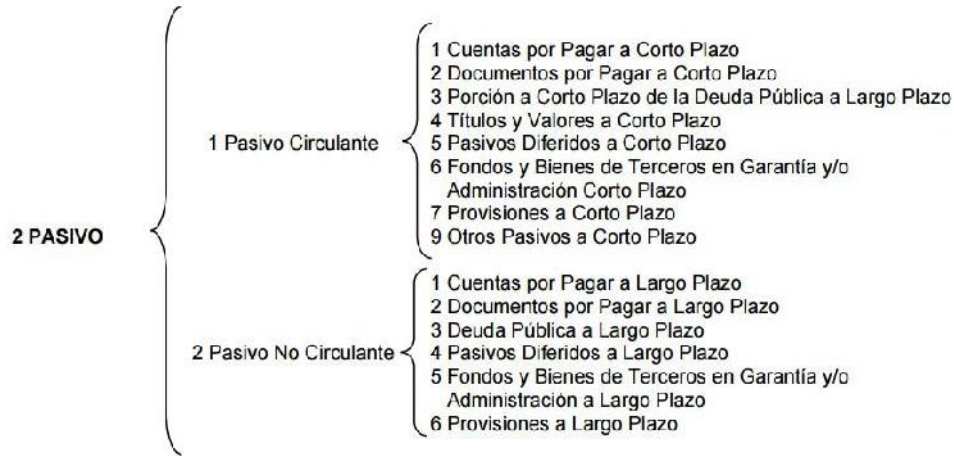 2 PASIVO
1 Pasivo Circulante
1 Cuentas por Pagar a Corto Plazo
2 Documentos por Pagar a Corto Plazo
3 Porción a Corto Plazo de la Deuda Pública a Largo Plazo
4 Títulos y Valores a Corto Plazo
5 Pasivos Diferidos a Corto Plazo
6 Fondos y Bienes de Terceros en Garantía y/o
Administración Corto Plazo
7 Provisiones a Corto Plazo
9 Otros Pasivos a Corto Plazo
2 Pasivo No Circulante
1 Cuentas por Pagar a Largo Plazo
2 Documentos por Pagar a Largo Plazo
3 Deuda Pública a Largo Plazo
4 Pasivos Diferidos a Largo Plazo
5 Fondos y Bienes de Terceros en Garantía y/o
Administración a Largo Plazo
6 Provisiones a Largo Plazo